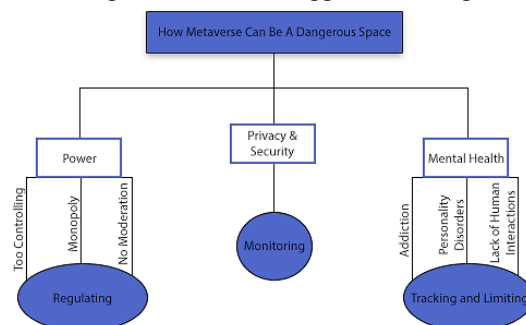 How Metaverse Can Be A Dangerous Space
Power
Privacy &
Security
Mental Health
Too Controlling
Monopoly
No Moderation
Addiction
Personality
Disorders
Lack of Human
Interactions
Monitoring
Regulating
Tracking and Limiting